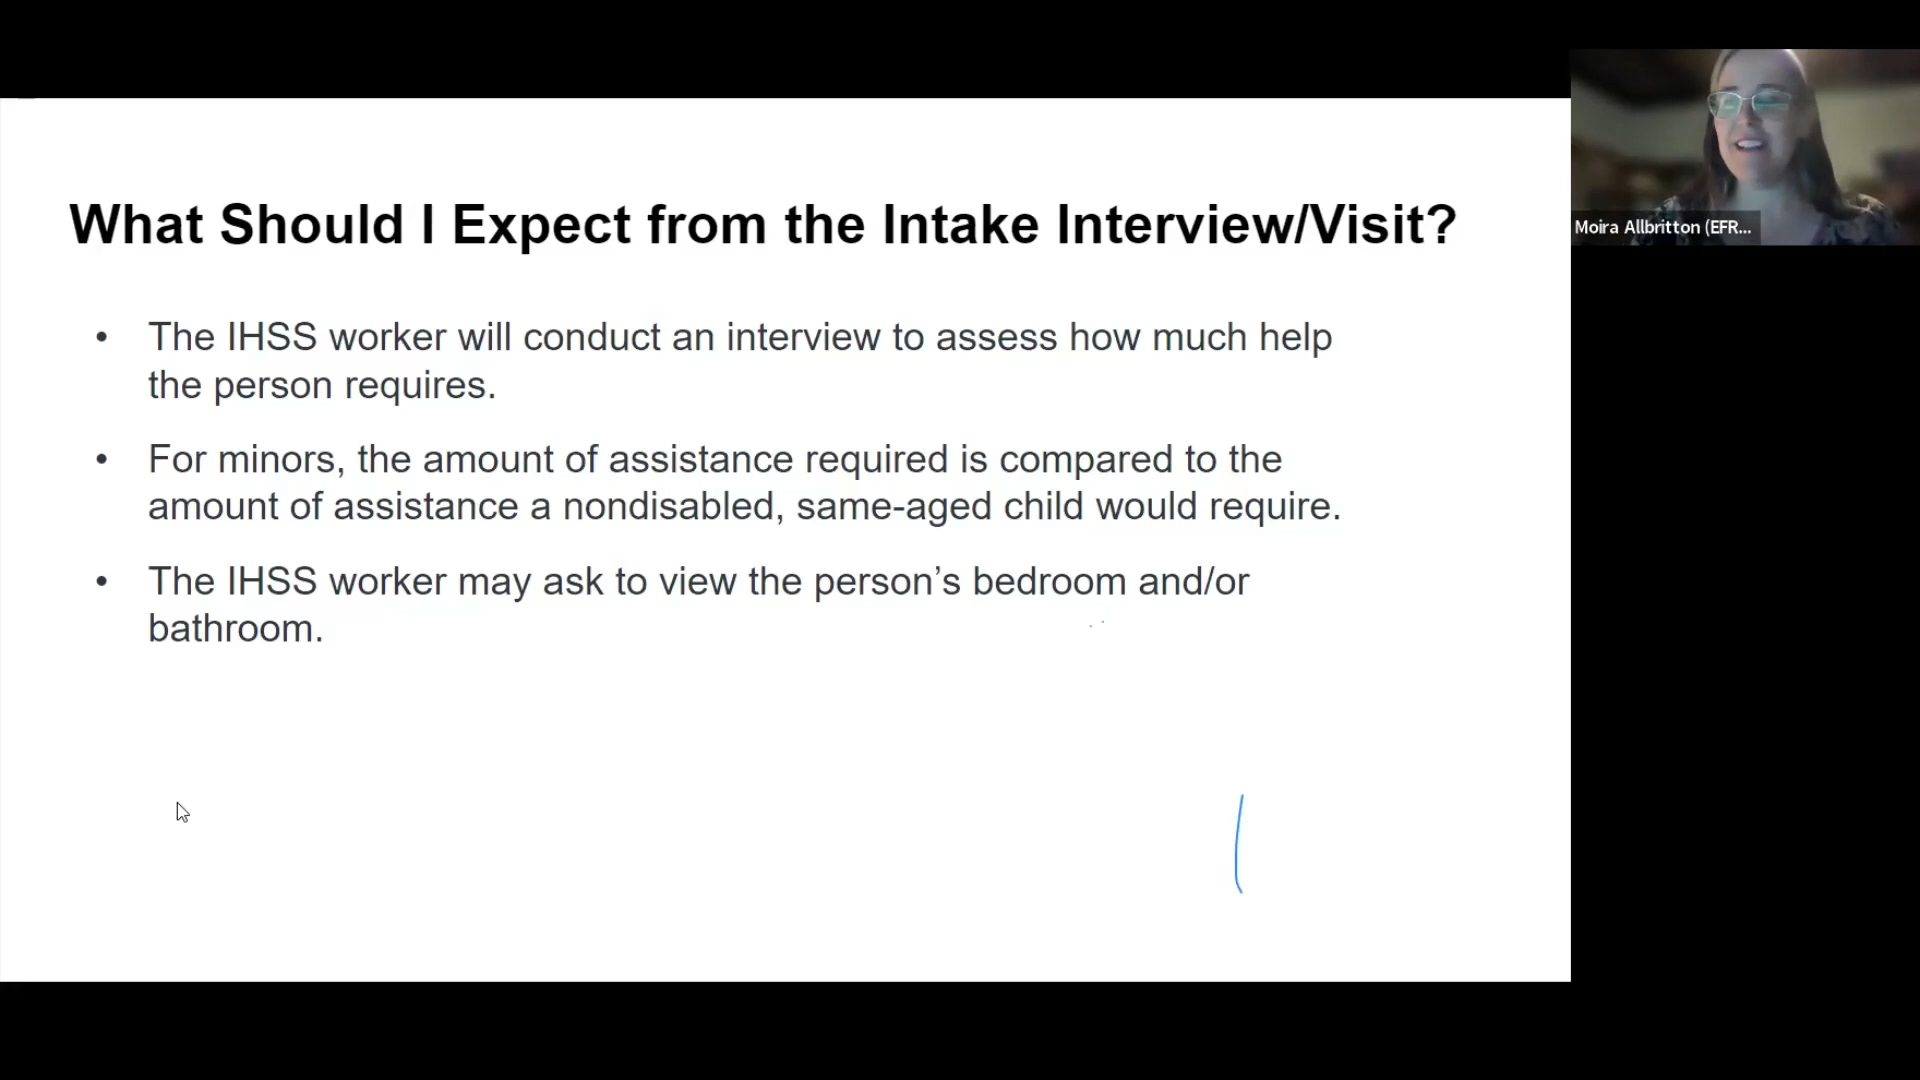 What Should I Expect from the Intake Interview/Visit?
• The IHSS worker will conduct an interview to assess how much help
the person requires.
• For minors, the amount of assistance required is compared to the
amount of assistance a nondisabled, same-aged child would require.
• The IHSS worker may ask to view the person’s bedroom and/or
bathroom.
Moira Allbritton (EFR...